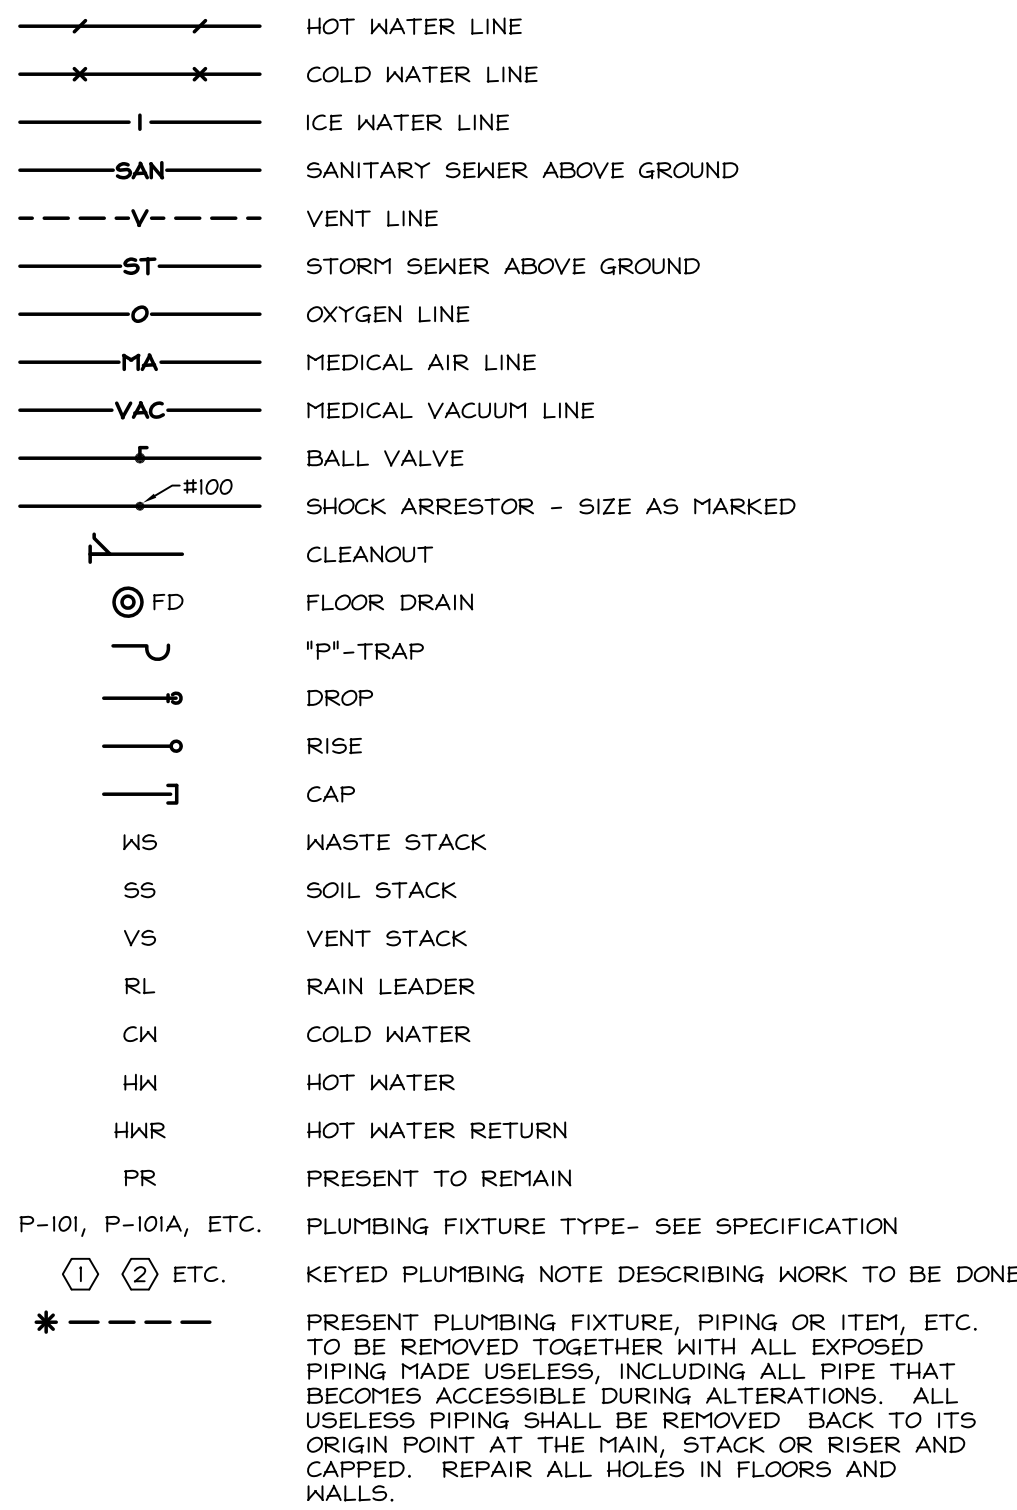 HOT WATER LINE
COLD WATER LINE
I ICE WATER LINE
SAN SANITARY SEWER ABOVE GROUND
V VENT LINE
ST STORM SEWER ABOVE GROUND
O OXYGEN LINE
MA MEDICAL AIR LINE
VAC MEDICAL VACUUM LINE
BALL VALVE
#100
SHOCK ARRESTOR - SIZE AS MARKED
CLEANOUT
FD FLOOR DRAIN
"P"-TRAP
DROP
RISE
CAP
WS WASTE STACK
SS SOIL STACK
VS VENT STACK
RL RAIN LEADER
CW COLD WATER
HW HOT WATER
HWR HOT WATER RETURN
PR PRESENT TO REMAIN
P-101, P-101A, ETC. PLUMBING FIXTURE TYPE- SEE SPECIFICATION
1 2 ETC. KEYED PLUMBING NOTE DESCRIBING WORK TO BE DONE
PRESENT PLUMBING FIXTURE, PIPING OR ITEM, ETC.
TO BE REMOVED TOGETHER WITH ALL EXPOSED
PIPING MADE USELESS, INCLUDING ALL PIPE THAT
BECOMES ACCESSIBLE DURING ALTERATIONS. ALL
USELESS PIPING SHALL BE REMOVED BACK TO ITS
ORIGIN POINT AT THE MAIN, STACK OR RISER AND
CAPPED. REPAIR ALL HOLES IN FLOORS AND
WALLS.